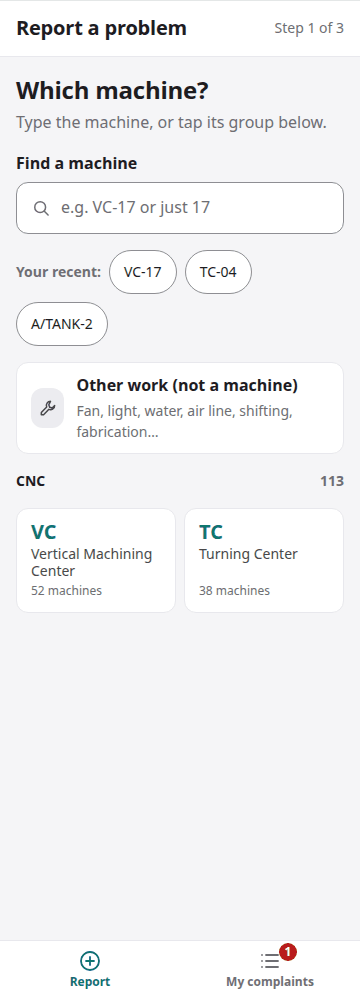 Report a problem
Step 1 of 3
Which machine?
Type the machine, or tap its group below.
Find a machine
e.g. VC-17 or just 17
Your recent:
VC-17
TC-04
A/TANK-2
Other work (not a machine)
Fan, light, water, air line, shifting,
fabrication...
CNC
113
VC
Vertical Machining
Center
52 machines
TC
Turning Center
38 machines
1
Report
My complaints